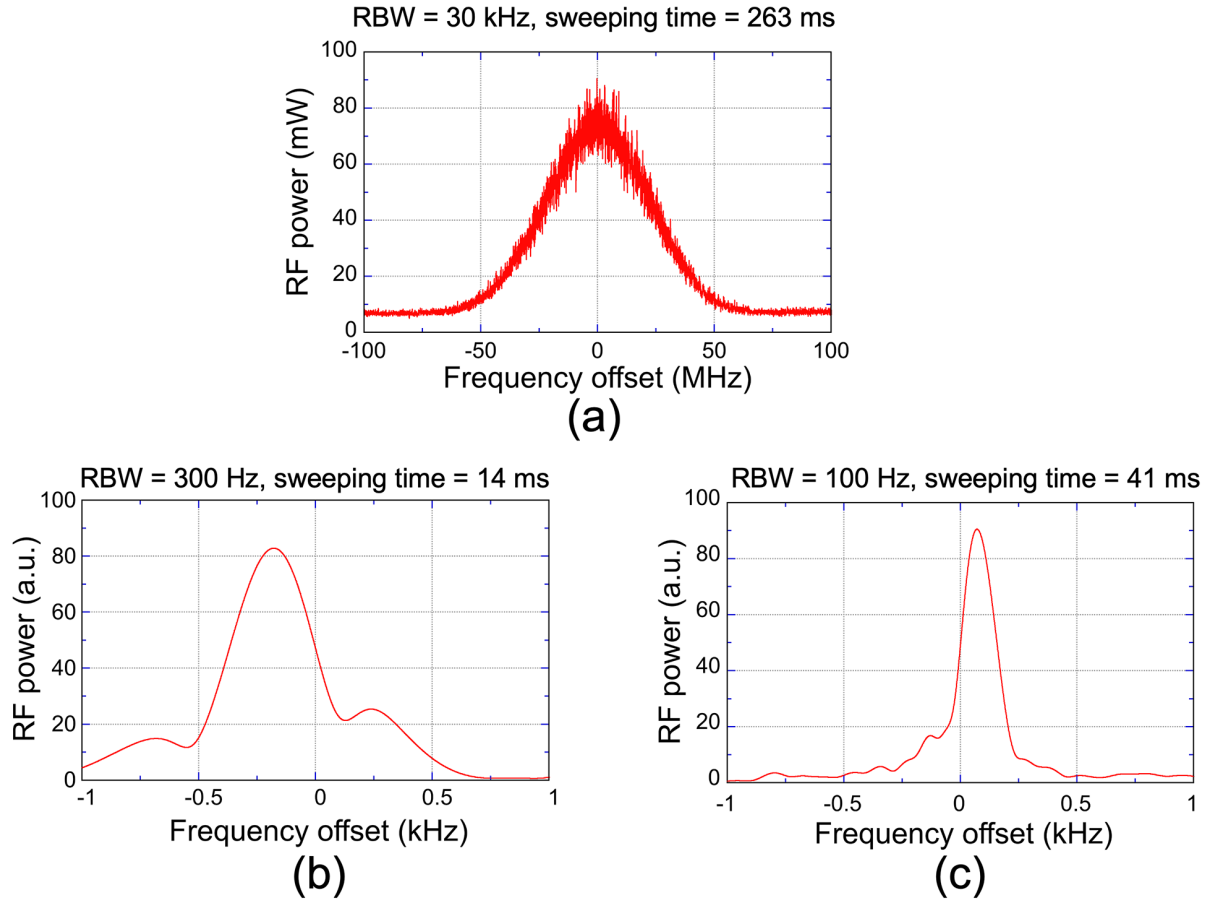 RBW = 30 kHz, sweeping time = 263 ms
100
80
60
40
20
0
RF power (mW)
-100 -50 0 50 100
Frequency offset (MHz)
(a)
RBW = 300 Hz, sweeping time = 14 ms
100
80
60
40
20
0
RF power (a.u.)
-1 -0.5 0 0.5 1
Frequency offset (kHz)
(b)
RBW = 100 Hz, sweeping time = 41 ms
100
80
60
40
20
0
RF power (a.u.)
-1 -0.5 0 0.5 1
Frequency offset (kHz)
(c)